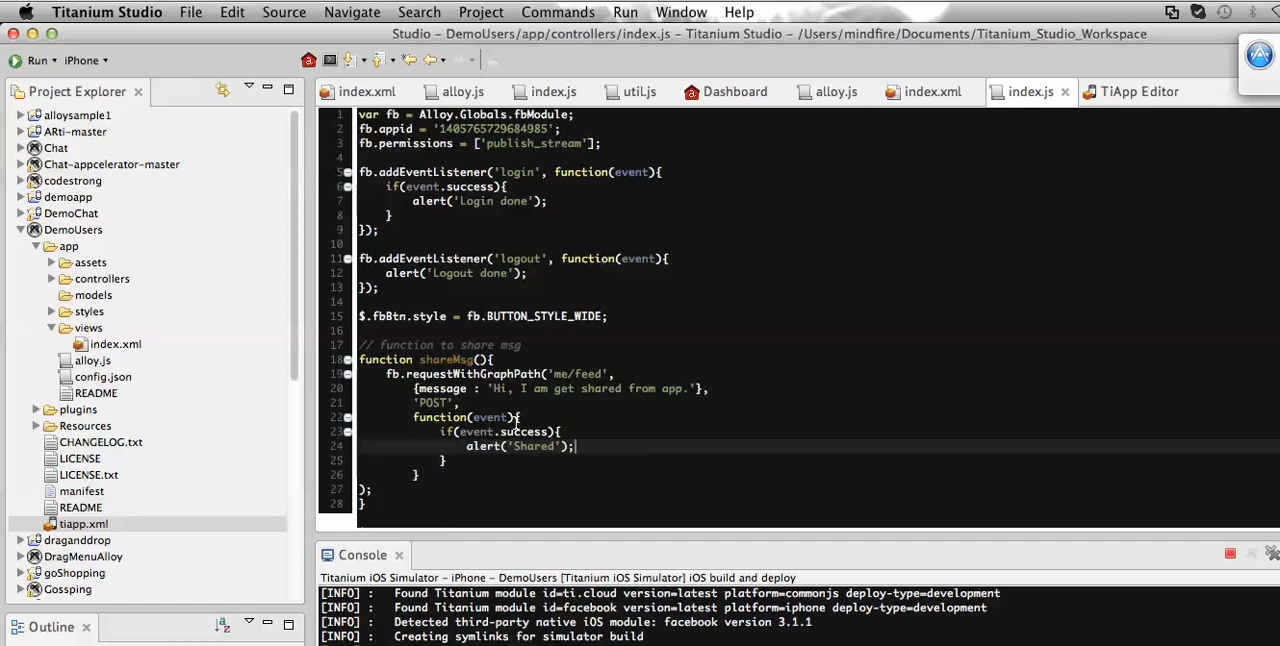 Titanium Studio File Edit Source Navigate Search Project Commands Run Window Help
Studio - DemoUsers/app/controllers/index.js - Titanium Studio - /Users/mindfire/Documents/Titanium_Studio_Workspace
Run iPhone
Project Explorer
index.xml alloy.js index.js util.js Dashboard alloy.js index.xml index.js TiApp Editor
alloysample1
ARti-master
Chat
Chat-appcelerator-master
codestrong
demoapp
DemoChat
DemoUsers
app
assets
controllers
models
styles
views
index.xml
alloy.js
config.json
README
plugins
Resources
CHANGELOG.txt
LICENSE
LICENSE.txt
manifest
README
tiapp.xml
draganddrop
DragMenuAlloy
goShopping
Gossping
Outline
1 var fb = Alloy.Globals.fbModule;
2 fb.appid = '1405765729684985';
3 fb.permissions = ['publish_stream'];
4
5 fb.addEventListener('login', function(event){
6 if(event.success){
7 alert('Login done');
8 }
9 });
10
11 fb.addEventListener('logout', function(event){
12 alert('Logout done');
13 });
14
15 $.fbBtn.style = fb.BUTTON_STYLE_WIDE;
16
17 // function to share msg
18 function shareMsg(){
19 fb.requestWithGraphPath('me/feed',
20 {message : 'Hi, I am get shared from app.'},
21 'POST',
22 function(event){
23 if(event.success){
24 alert('Shared');
25 }
26 }
27 );
28 }
Console
Titanium iOS Simulator - iPhone - DemoUsers [Titanium iOS Simulator] iOS build and deploy
[INFO] : Found Titanium module id=ti.cloud version=latest platform=commonjs deploy-type=development
[INFO] : Found Titanium module id=facebook version=latest platform=iphone deploy-type=development
[INFO] : Detected third-party native iOS module: facebook version 3.1.1
[INFO] : Creating symlinks for simulator build